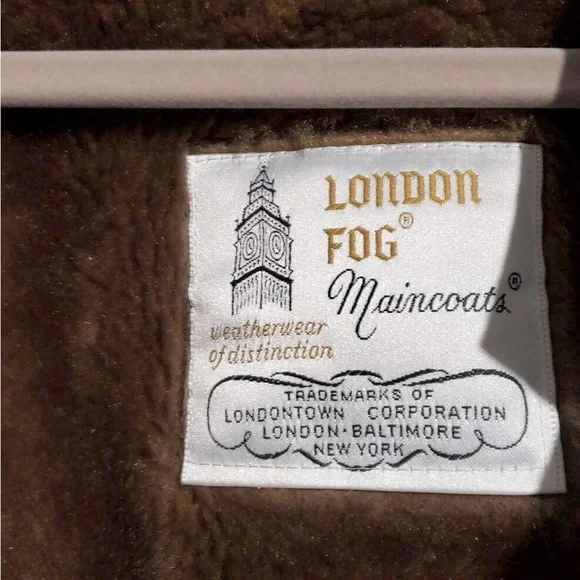 LONDON
FOG®
Maincoats®
weatherwear
of distinction
TRADEMARKS OF
LONDONTOWN CORPORATION
LONDON·BALTIMORE
NEW YORK